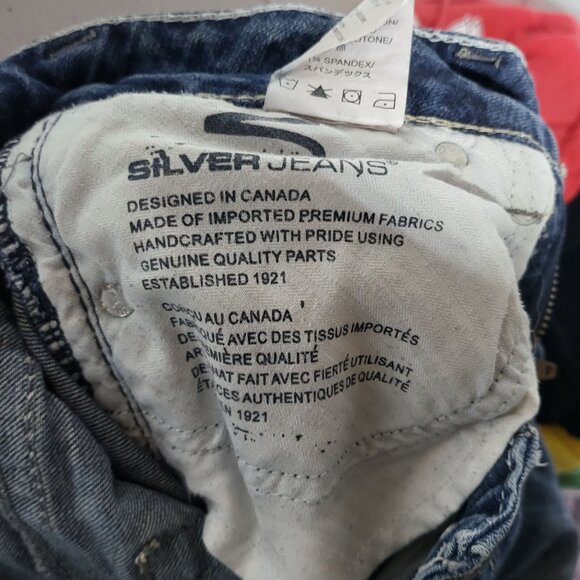 1% SPANDEX/
スパンデックス
SILVER JEANS®
DESIGNED IN CANADA
MADE OF IMPORTED PREMIUM FABRICS
HANDCRAFTED WITH PRIDE USING
GENUINE QUALITY PARTS
ESTABLISHED 1921
AU CANADA
AVEC DES TISSUS IMPORTÉS
QUALITÉ
FAIT AVEC FIERTÉ UTILISANT
AUTHENTIQUES DE QUALITÉ
EN 1921